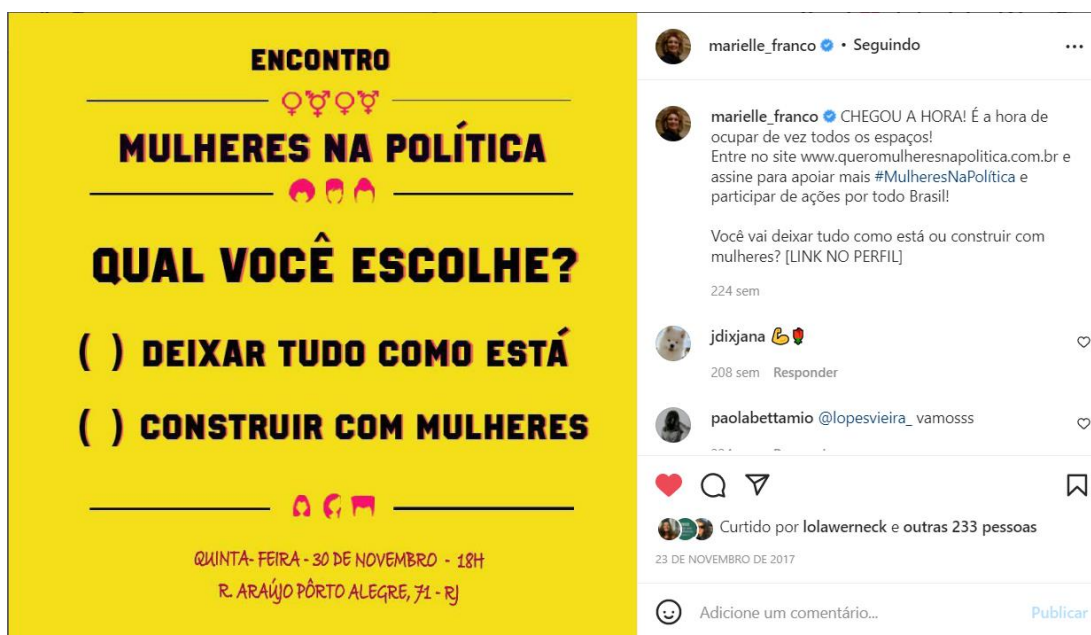 ENCONTRO
MULHERES NA POLÍTICA
QUAL VOCÊ ESCOLHE?
( ) DEIXAR TUDO COMO ESTÁ
( ) CONSTRUIR COM MULHERES
QUINTA-FEIRA - 30 DE NOVEMBRO - 18H
R. ARAÚJO PÔRTO ALEGRE, 71 - RJ
marielle_franco • Seguindo
marielle_franco CHEGOU A HORA! É a hora de
ocupar de vez todos os espaços!
Entre no site www.queromulheresnapolitica.com.br e
assine para apoiar mais #MulheresNaPolítica e
participar de ações por todo Brasil!
Você vai deixar tudo como está ou construir com
mulheres? [LINK NO PERFIL]
224 sem
jdixjana 💪🌹
208 sem Responder
paolabettamio @lopesvieira_ vamosss
Curtido por lolawerneck e outras 233 pessoas
23 DE NOVEMBRO DE 2017
Adicione um comentário... Publicar